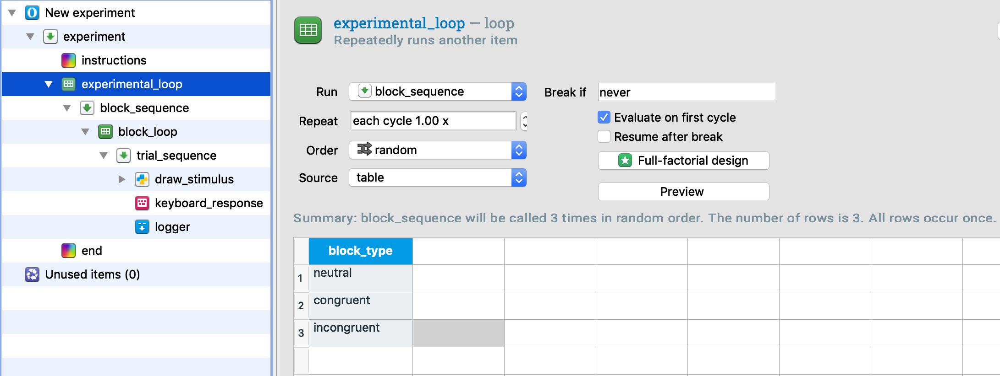 New experiment
experiment
instructions
experimental_loop
block_sequence
block_loop
trial_sequence
draw_stimulus
keyboard_response
logger
end
Unused items (0)
experimental_loop — loop
Repeatedly runs another item
Run block_sequence
Break if never
Repeat each cycle 1.00 x
Evaluate on first cycle
Resume after break
Order random
Full-factorial design
Source table
Preview
Summary: block_sequence will be called 3 times in random order. The number of rows is 3. All rows occur once.
block_type
1 neutral
2 congruent
3 incongruent